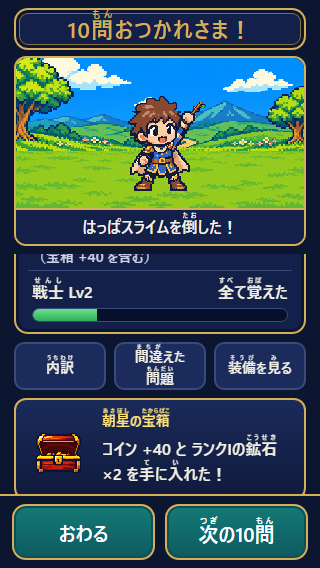 10問おつかれさま！
はっぱスライムを倒した！
（宝箱 +40 を含む）
戦士 Lv2 全て覚えた
内訳
間違えた
問題
装備を見る
朝星の宝箱
コイン +40 と ランクIの鉱石
×2 を手に入れた！
おわる
次の10問